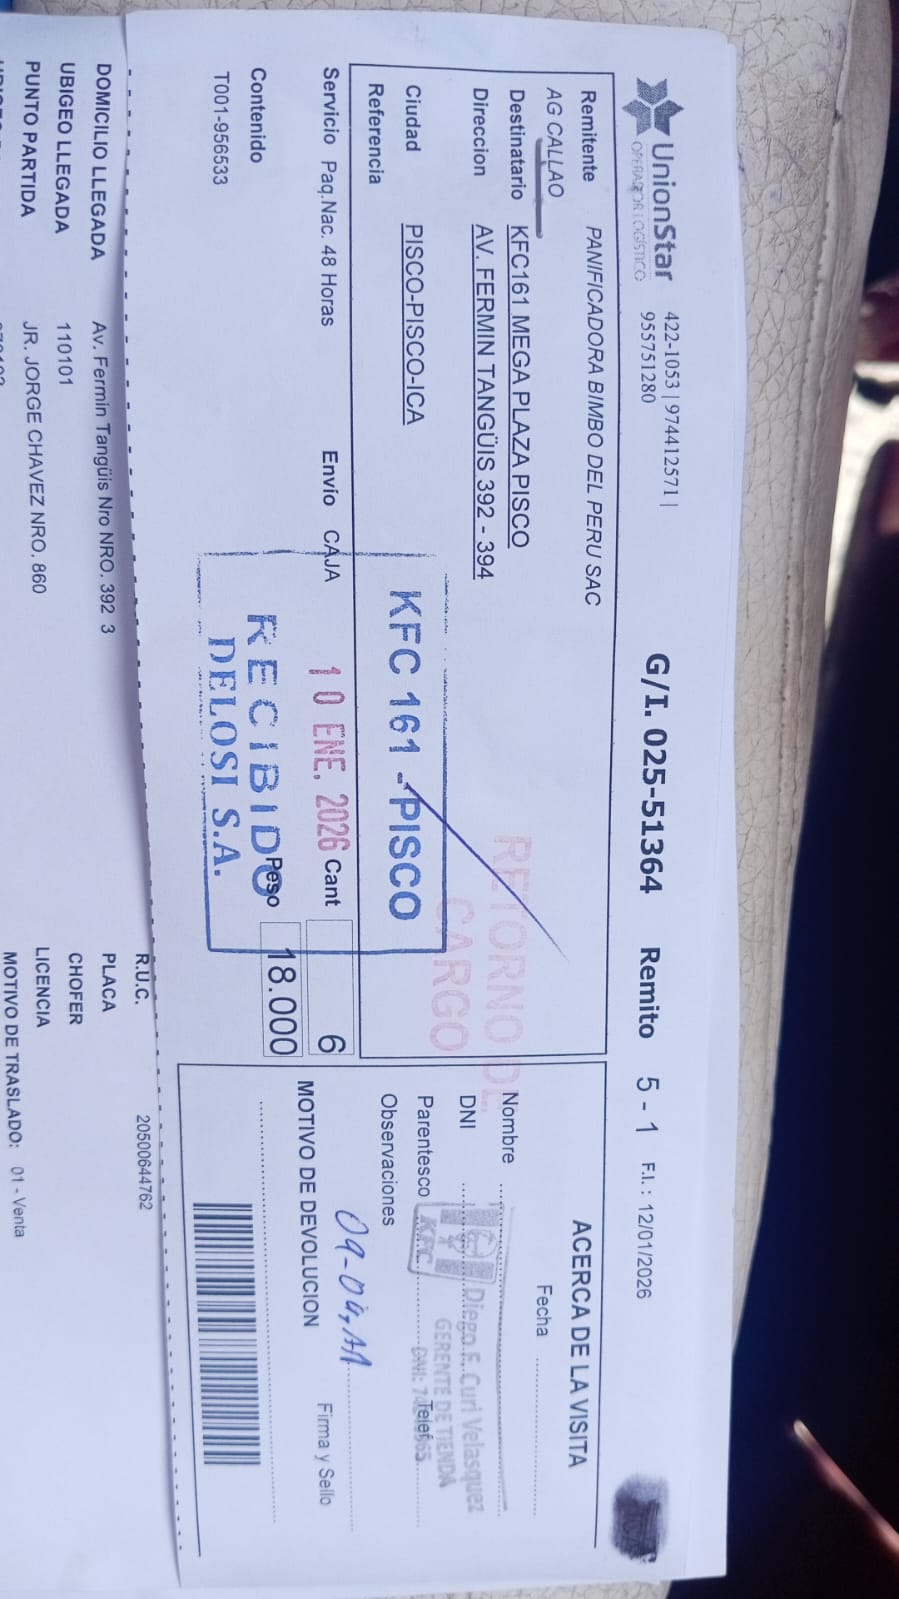 UnionStar
OPERADOR LOGÍSTICO
422-1053 | 974412571 |
955751280
G/I. 025-51364 Remito 5 - 1 F.I.: 12/01/2026
Remitente PANIFICADORA BIMBO DEL PERU SAC
AG CALLAO
Destinatario KFC161 MEGA PLAZA PISCO
Direccion AV. FERMIN TANGÜIS 392 - 394
Ciudad PISCO-PISCO-ICA
Referencia
RETORNO DE
CARGO
KFC 161 - PISCO
10 ENE. 2026
RECIBIDO
DELOSI S.A.
Servicio Paq.Nac. 48 Horas Envío CAJA Cant 6
Contenido Peso 18.000
T001-956533
ACERCA DE LA VISITA
Fecha
Nombre
DNI
Parentesco Telef
Observaciones
KFC
Diego F. Curi Velasquez
GERENTE DE TIENDA
DNI:
MOTIVO DE DEVOLUCION Firma y Sello
R.U.C. 20500644762
DOMICILIO LLEGADA Av. Fermin Tangüis Nro NRO. 392 3 PLACA
UBIGEO LLEGADA 110101 CHOFER
PUNTO PARTIDA JR. JORGE CHAVEZ NRO. 860 LICENCIA
MOTIVO DE TRASLADO: 01 - Venta